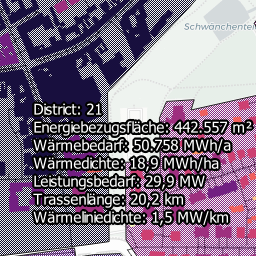 Schwänchente
District: 21
Energiebezugsfläche: 442.557 m²
Wärmebedarf: 50.758 MWh/a
Wärmedichte: 18,9 MWh/ha
Leistungsbedarf: 29,9 MW
Trassenlänge: 20,2 km
Wärmeliniedichte: 1,5 MW/km